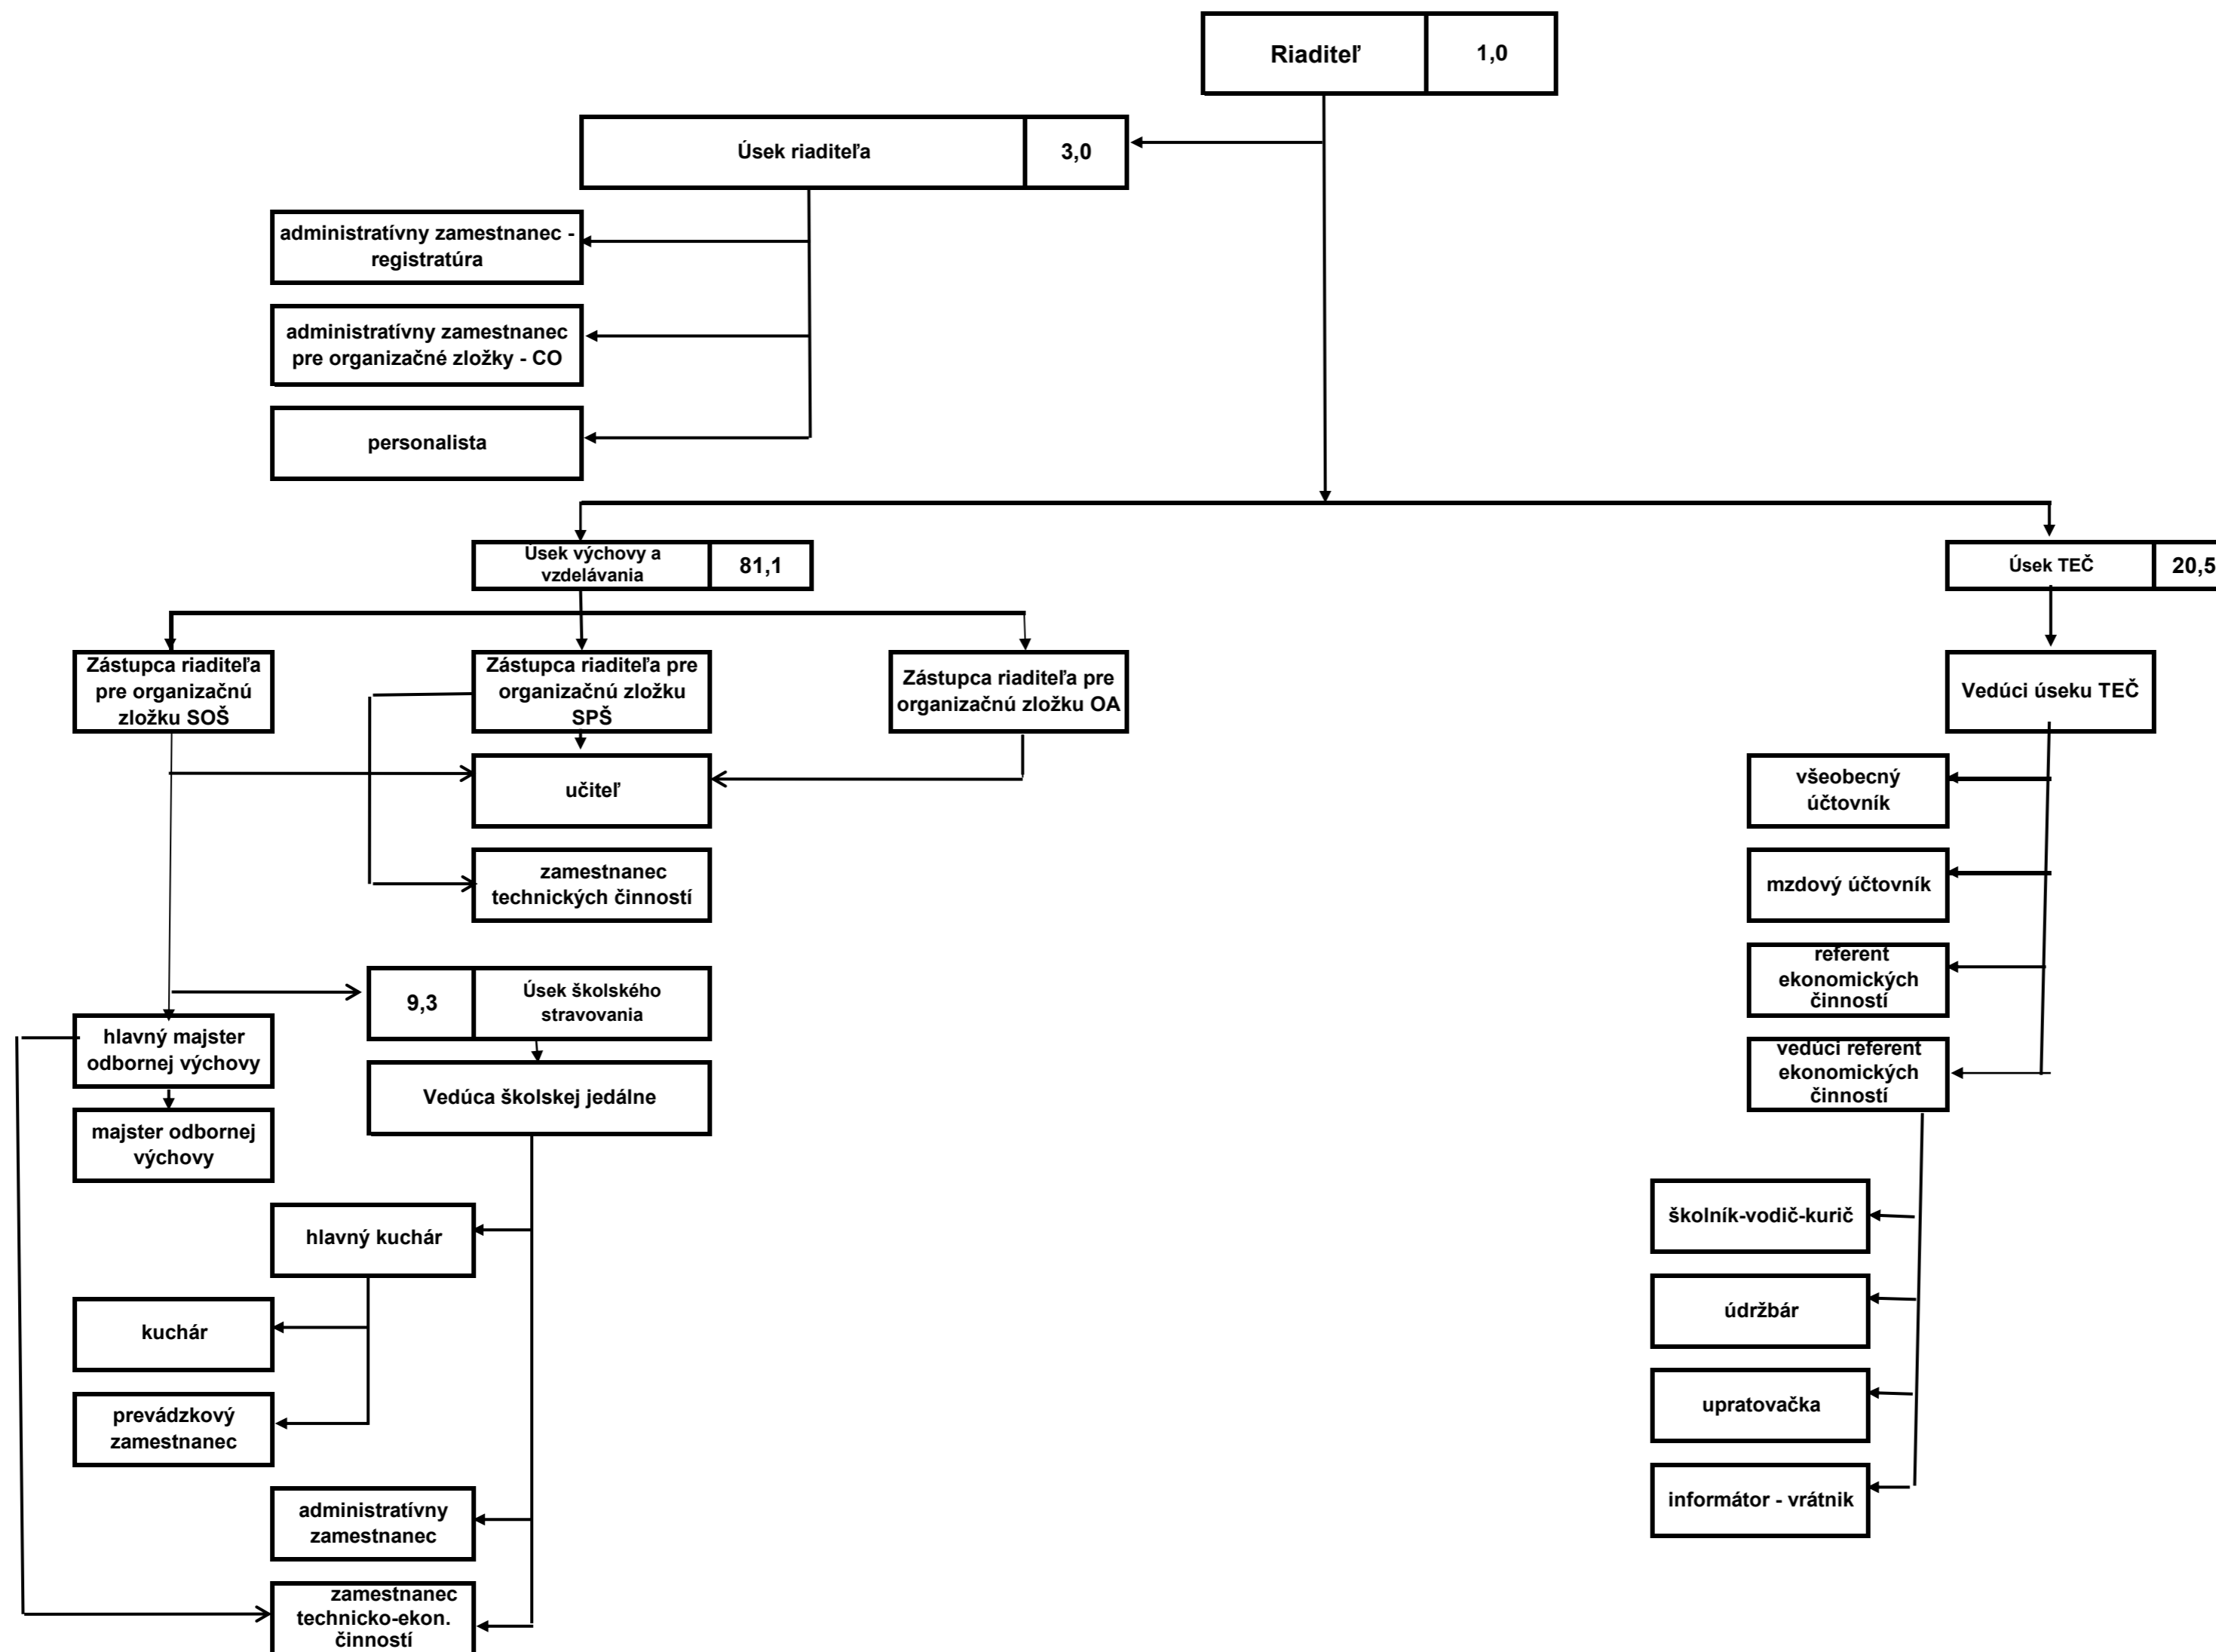 Riaditeľ
1,0
Úsek riaditeľa
3,0
administratívny zamestnanec -
registratúra
administratívny zamestnanec
pre organizačné zložky - CO
personalista
Úsek výchovy a
vzdelávania
81,1
Úsek TEČ
20,5
Zástupca riaditeľa
pre organizačnú
zložku SOŠ
Zástupca riaditeľa pre
organizačnú zložku
SPŠ
Zástupca riaditeľa pre
organizačnú zložku OA
Vedúci úseku TEČ
učiteľ
všeobecný
účtovník
zamestnanec
technických činností
mzdový účtovník
9,3
Úsek školského
stravovania
referent
ekonomických
činností
hlavný majster
odbornej výchovy
Vedúca školskej jedálne
vedúci referent
ekonomických
činností
majster odbornej
výchovy
hlavný kuchár
školník-vodič-kurič
kuchár
údržbár
prevádzkový
zamestnanec
upratovačka
administratívny
zamestnanec
informátor - vrátnik
zamestnanec
technicko-ekon.
činností